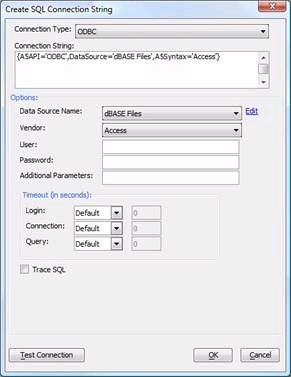 Create SQL Connection String
Connection Type: ODBC
Connection String:
{A5API='ODBC',DataSource='dBASE Files',A5Syntax='Access'}
Options:
Data Source Name: dBASE Files Edit
Vendor: Access
User:
Password:
Additional Parameters:
Timeout (in seconds):
Login: Default 0
Connection: Default 0
Query: Default 0
Trace SQL
Test Connection OK Cancel